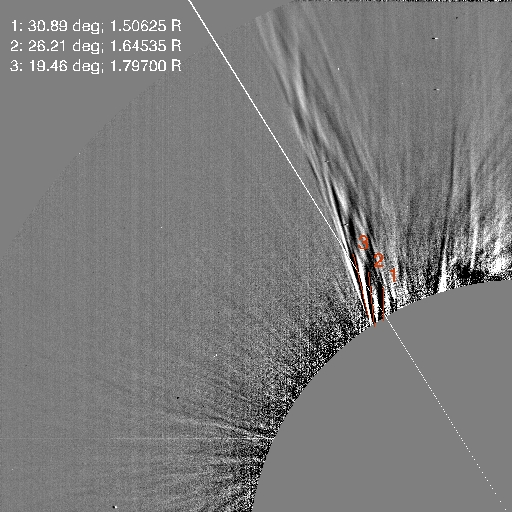 1: 30.89 deg; 1.50625 R
2: 26.21 deg; 1.64535 R
3: 19.46 deg; 1.79700 R
3
2
1